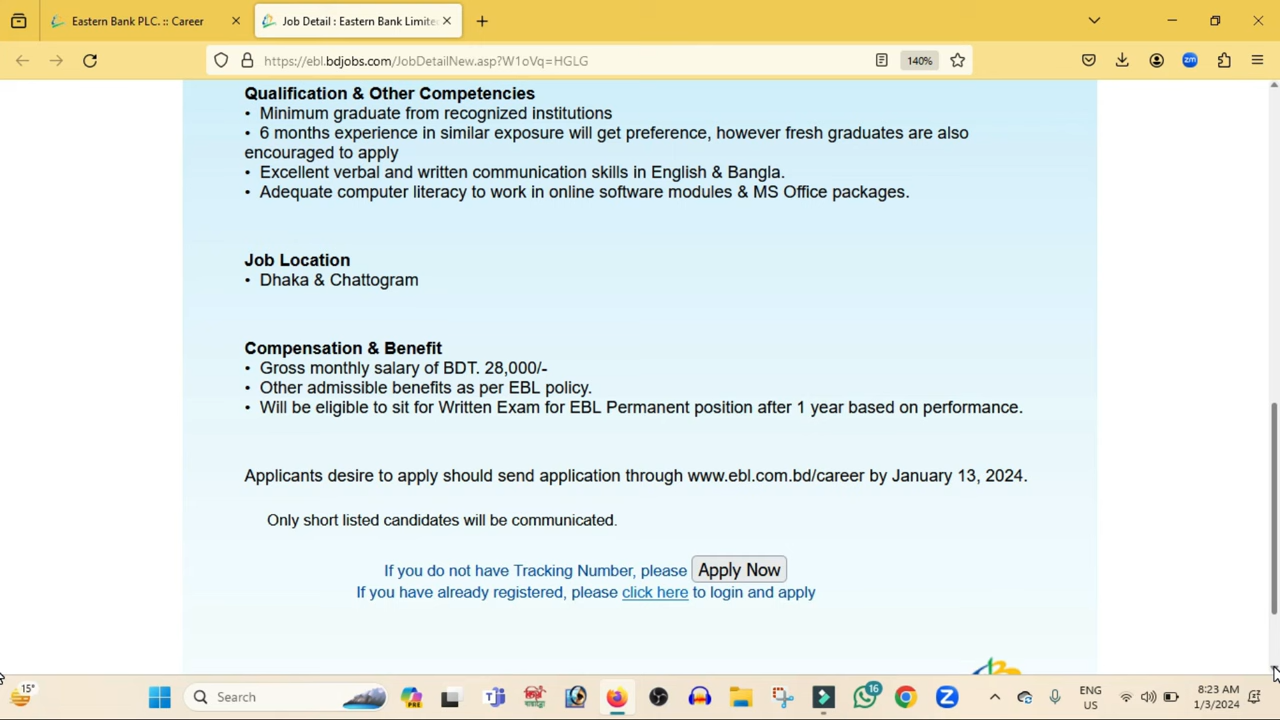 Eastern Bank PLC. :: Career
Job Detail : Eastern Bank Limite
https://ebl.bdjobs.com/JobDetailNew.asp?W1oVq=HGLG
140%
zm
Qualification & Other Competencies
• Minimum graduate from recognized institutions
• 6 months experience in similar exposure will get preference, however fresh graduates are also
encouraged to apply
• Excellent verbal and written communication skills in English & Bangla.
• Adequate computer literacy to work in online software modules & MS Office packages.
Job Location
• Dhaka & Chattogram
Compensation & Benefit
• Gross monthly salary of BDT. 28,000/-
• Other admissible benefits as per EBL policy.
• Will be eligible to sit for Written Exam for EBL Permanent position after 1 year based on performance.
Applicants desire to apply should send application through www.ebl.com.bd/career by January 13, 2024.
Only short listed candidates will be communicated.
If you do not have Tracking Number, please Apply Now
If you have already registered, please click here to login and apply
15°
Search
PRE
16
ENG
US
8:23 AM
1/3/2024